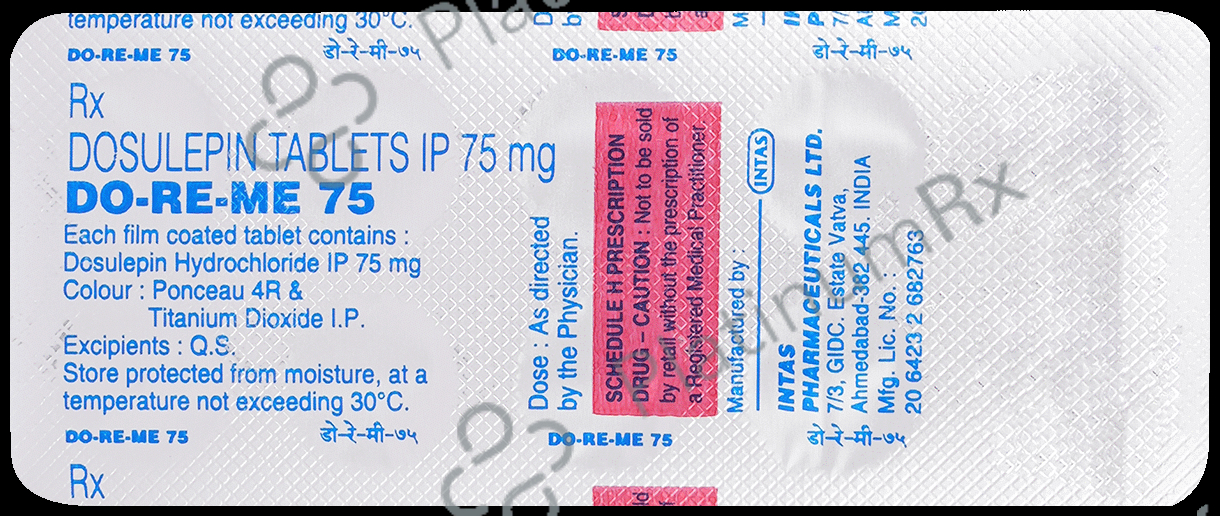 temperature not exceeding 30°C.
DO-RE-ME 75
डो-रे-मी-७५
DO-RE-ME 75
डो-रे-मी-७५
Rx
DOSULEPIN TABLETS IP 75 mg
DO-RE-ME 75
Each film coated tablet contains :
Dosulepin Hydrochloride IP 75 mg
Colour : Ponceau 4R &
Titanium Dioxide I.P.
Excipients : Q.S.
Store protected from moisture, at a
temperature not exceeding 30°C.
Dose : As directed
by the Physician.
SCHEDULE H PRESCRIPTION
DRUG - CAUTION : Not to be sold
by retail without the prescription of
a Registered Medical Practitioner.
Manufactured by :
INTAS
INTAS
PHARMACEUTICALS LTD.
7/3, GIDC. Estate Vatva,
Ahmedabad-382 445. INDIA
Mfg. Lic. No. :
20 6423 2 682763
DO-RE-ME 75
डो-रे-मी-७५
DO-RE-ME 75
डो-रे-मी-७५
Rx
PlatinumRx